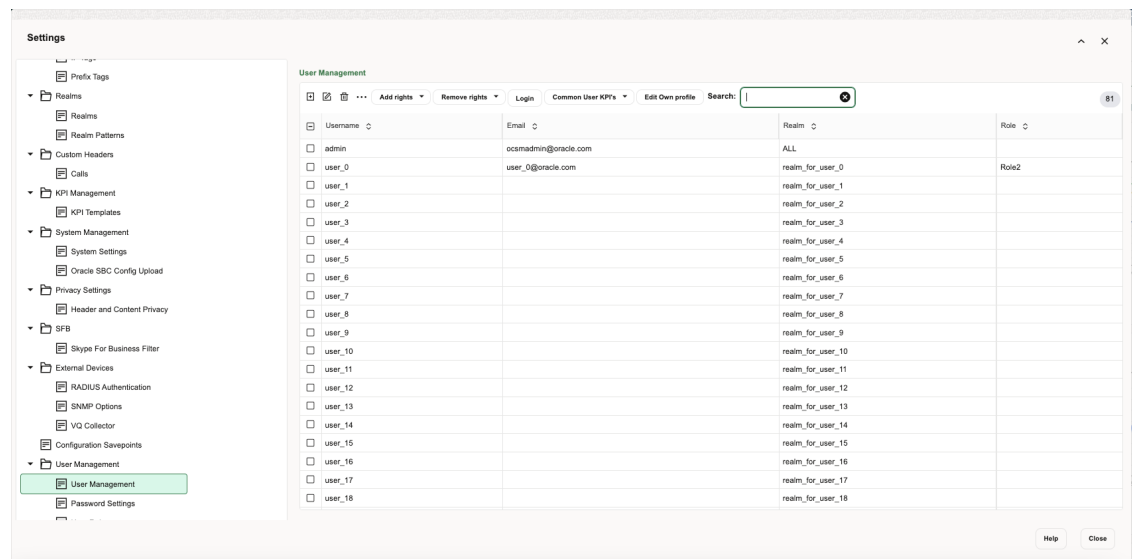 Settings
Prefix Tags
Realms
Realms
Realm Patterns
Custom Headers
Calls
KPI Management
KPI Templates
System Management
System Settings
Oracle SBC Config Upload
Privacy Settings
Header and Content Privacy
SFB
Skype For Business Filter
External Devices
RADIUS Authentication
SNMP Options
VQ Collector
Configuration Savepoints
User Management
User Management
Password Settings
User Management
Add rights Remove rights Login Common User KPI's Edit Own profile Search: 81
Username Email Realm Role
admin ocsmadmin@oracle.com ALL
user_0 user_0@oracle.com realm_for_user_0 Role2
user_1 realm_for_user_1
user_2 realm_for_user_2
user_3 realm_for_user_3
user_4 realm_for_user_4
user_5 realm_for_user_5
user_6 realm_for_user_6
user_7 realm_for_user_7
user_8 realm_for_user_8
user_9 realm_for_user_9
user_10 realm_for_user_10
user_11 realm_for_user_11
user_12 realm_for_user_12
user_13 realm_for_user_13
user_14 realm_for_user_14
user_15 realm_for_user_15
user_16 realm_for_user_16
user_17 realm_for_user_17
user_18 realm_for_user_18
Help Close